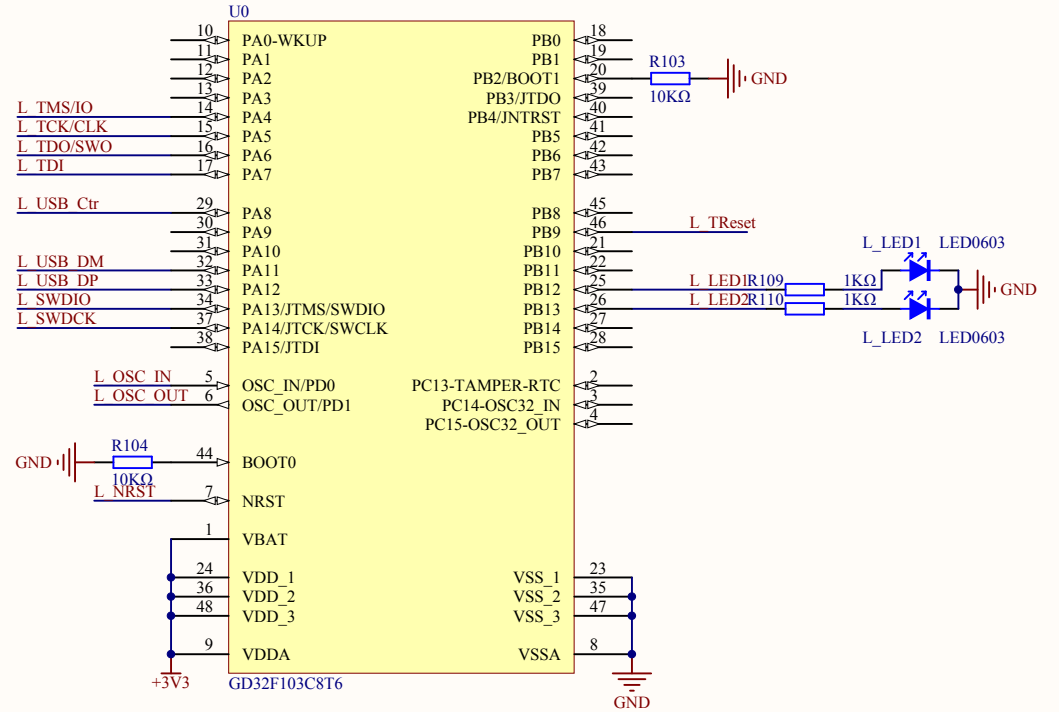 U0
10 PA0-WKUP PB0 18
11 PA1 PB1 19
12 PA2 PB2/BOOT1 20 R103 10KΩ GND
13 PA3 PB3/JTDO 39
L_TMS/IO 14 PA4 PB4/JNTRST 40
L_TCK/CLK 15 PA5 PB5 41
L_TDO/SWO 16 PA6 PB6 42
L_TDI 17 PA7 PB7 43
L_USB_Ctr 29 PA8 PB8 45
30 PA9 PB9 46 L_TReset
31 PA10 PB10 21
L_USB_DM 32 PA11 PB11 22 L_LED1 LED0603
L_USB_DP 33 PA12 PB12 25 L_LED1 R109 1KΩ GND
L_SWDIO 34 PA13/JTMS/SWDIO PB13 26 L_LED2 R110 1KΩ
L_SWDCK 37 PA14/JTCK/SWCLK PB14 27 L_LED2 LED0603
38 PA15/JTDI PB15 28
L_OSC_IN 5 OSC_IN/PD0 PC13-TAMPER-RTC 2
L_OSC_OUT 6 OSC_OUT/PD1 PC14-OSC32_IN 3
PC15-OSC32_OUT 4
GND R104 10KΩ 44 BOOT0
L_NRST 7 NRST
1 VBAT
24 VDD_1 VSS_1 23
36 VDD_2 VSS_2 35
48 VDD_3 VSS_3 47
9 VDDA VSSA 8
+3V3 GD32F103C8T6 GND